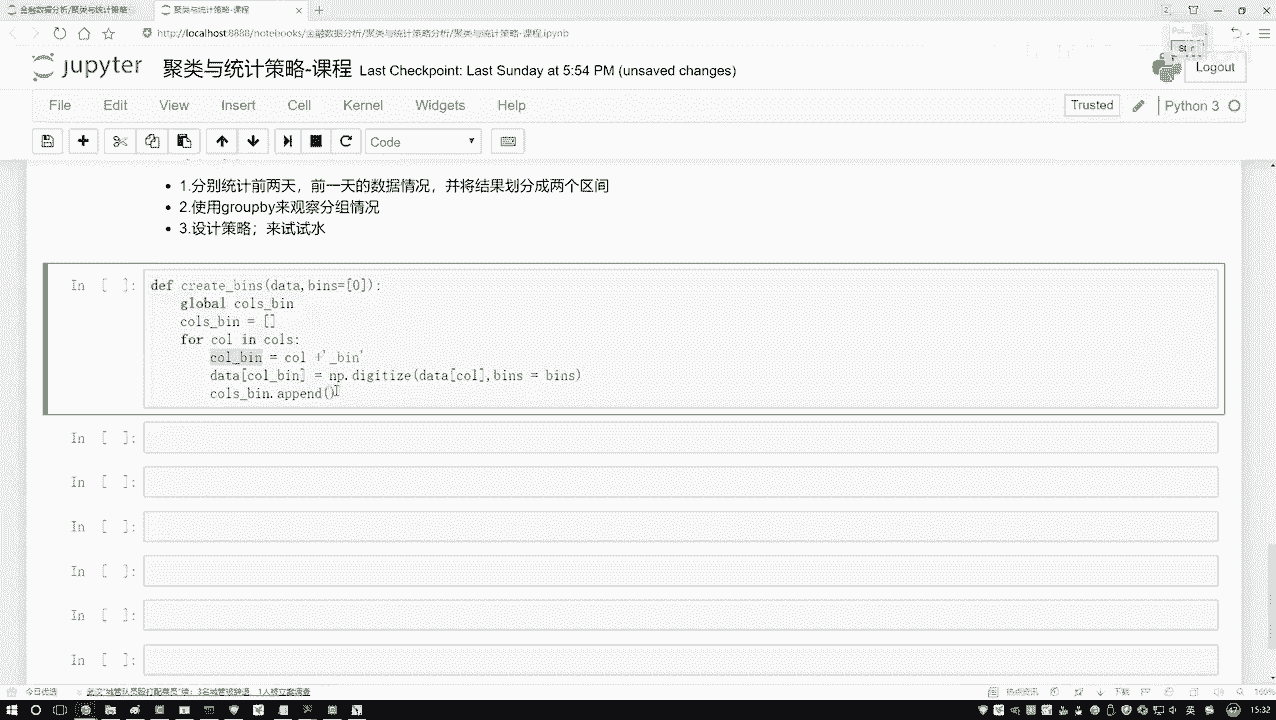 金融数据分析/聚类与统计策略
聚类与统计策略-课程
http://localhost:8888/notebooks/金融数据分析/聚类与统计策略分析/聚类与统计策略-课程.ipynb
jupyter 聚类与统计策略-课程 Last Checkpoint: Last Sunday at 5:54 PM (unsaved changes)
Logout
File Edit View Insert Cell Kernel Widgets Help
Trusted Python 3
Code
1.分别统计前两天，前一天的数据情况，并将结果划分成两个区间
2.使用groupby来观察分组情况
3.设计策略；来试试水
In [ ]:
def create_bins(data,bins=[0]):
global cols_bin
cols_bin = []
for col in cols:
col_bin = col +'_bin'
data[col_bin] = np.digitize(data[col],bins = bins)
cols_bin.append()
In [ ]:
In [ ]:
In [ ]:
In [ ]:
In [ ]:
In [ ]:
今日优选
15:32